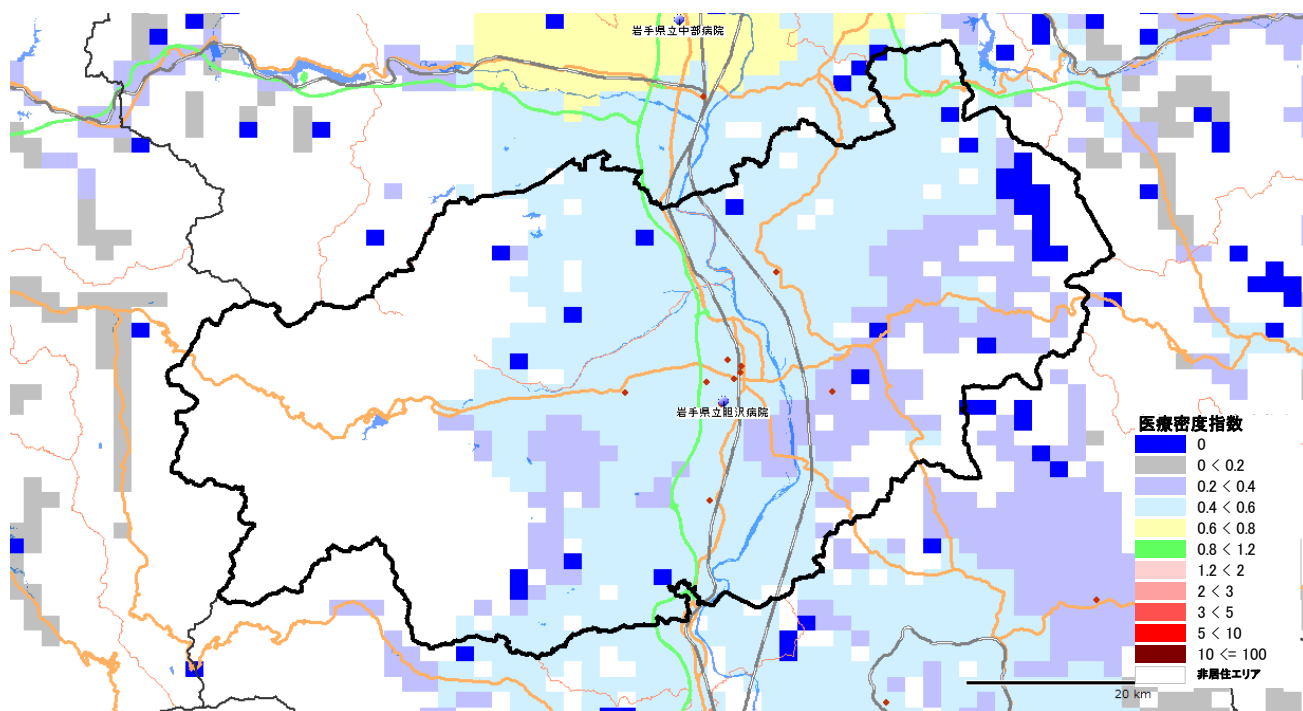 岩手県立中部病院
岩手県立胆沢病院
医療密度指数
0
0 < 0.2
0.2 < 0.4
0.4 < 0.6
0.6 < 0.8
0.8 < 1.2
1.2 < 2
2 < 3
3 < 5
5 < 10
10 <= 100
非居住エリア
20 km